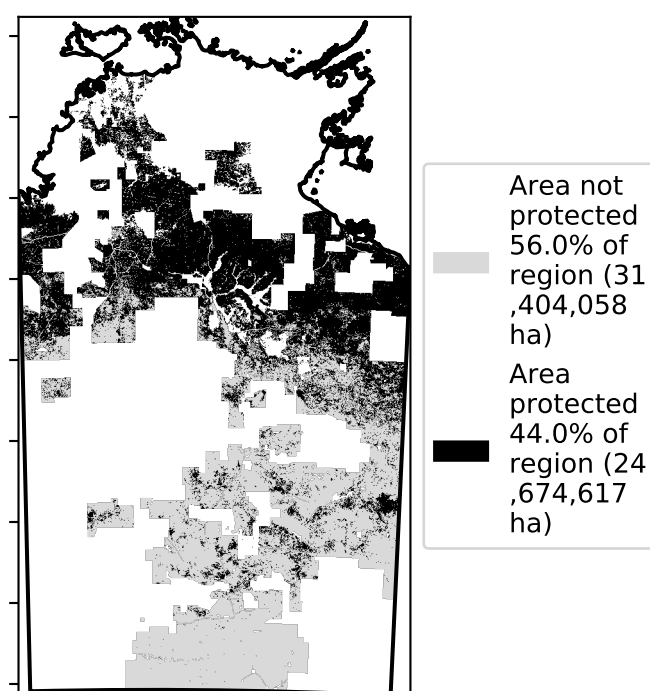 Area not
protected
56.0% of
region (31
,404,058
ha)
Area
protected
44.0% of
region (24
,674,617
ha)